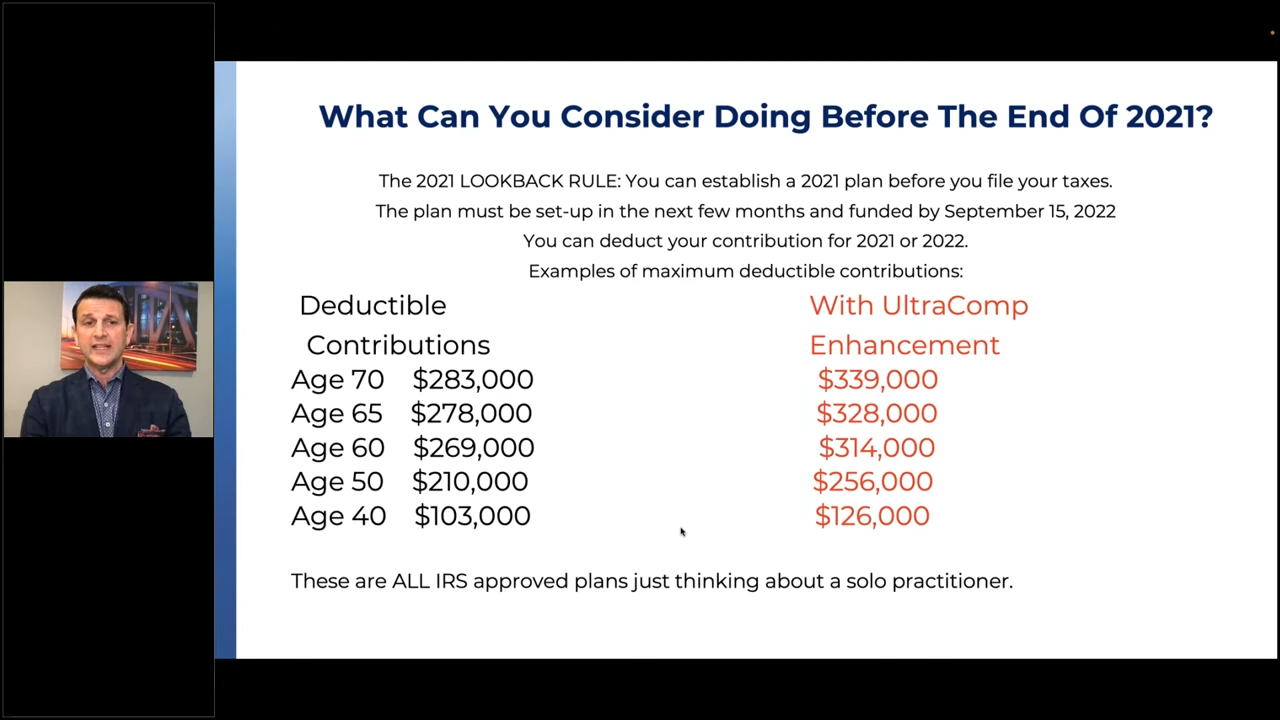 What Can You Consider Doing Before The End Of 2021?
The 2021 LOOKBACK RULE: You can establish a 2021 plan before you file your taxes.
The plan must be set-up in the next few months and funded by September 15, 2022
You can deduct your contribution for 2021 or 2022.
Examples of maximum deductible contributions:
Deductible With UltraComp
Contributions Enhancement
Age 70 $283,000 $339,000
Age 65 $278,000 $328,000
Age 60 $269,000 $314,000
Age 50 $210,000 $256,000
Age 40 $103,000 $126,000
These are ALL IRS approved plans just thinking about a solo practitioner.